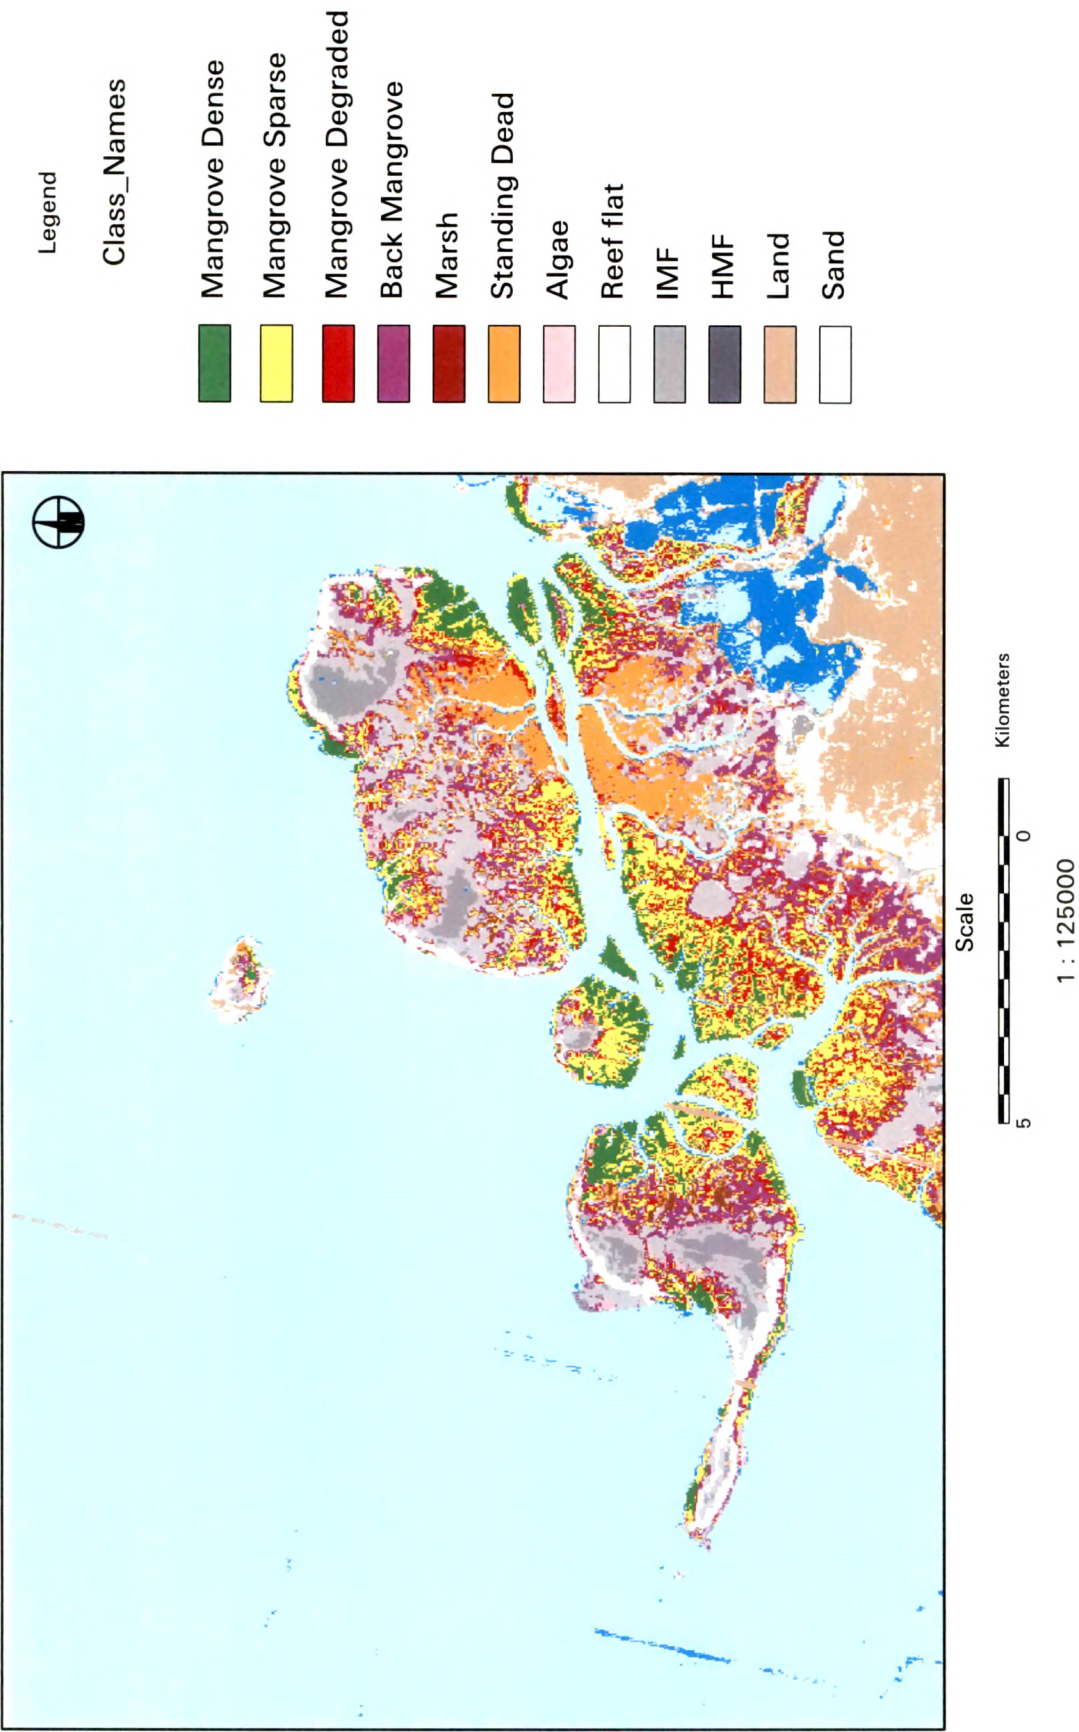 Legend
Class_Names
Mangrove Dense
Mangrove Sparse
Mangrove Degraded
Back Mangrove
Marsh
Standing Dead
Algae
Reef flat
IMF
HMF
Land
Sand
N
Scale
5 0 Kilometers
1 : 125000